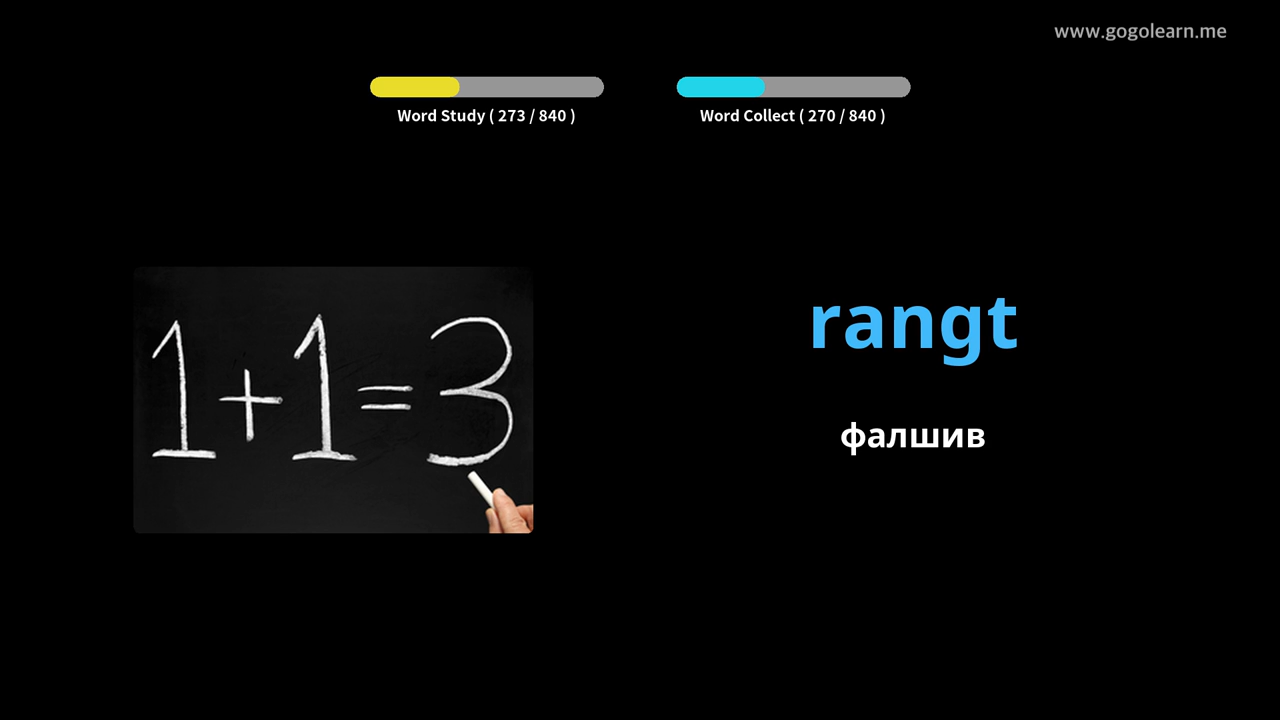 www.gogolearn.me
Word Study ( 273 / 840 )
Word Collect ( 270 / 840 )
1+1=3
rangt
фалшив